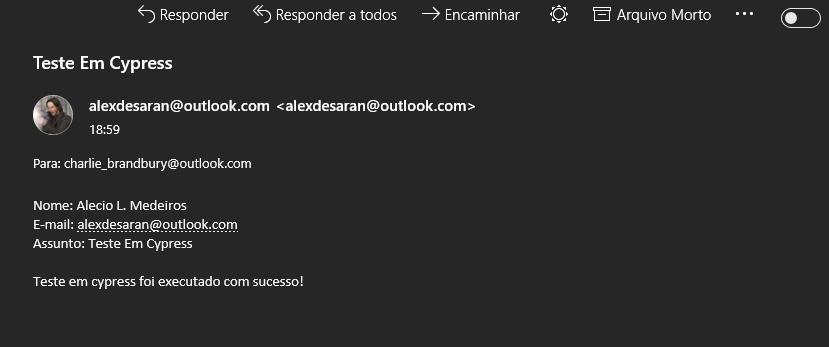 Responder Responder a todos Encaminhar Arquivo Morto ...
Teste Em Cypress
alexdesaran@outlook.com <alexdesaran@outlook.com>
18:59
Para: charlie_brandbury@outlook.com
Nome: Alecio L. Medeiros
E-mail: alexdesaran@outlook.com
Assunto: Teste Em Cypress
Teste em cypress foi executado com sucesso!